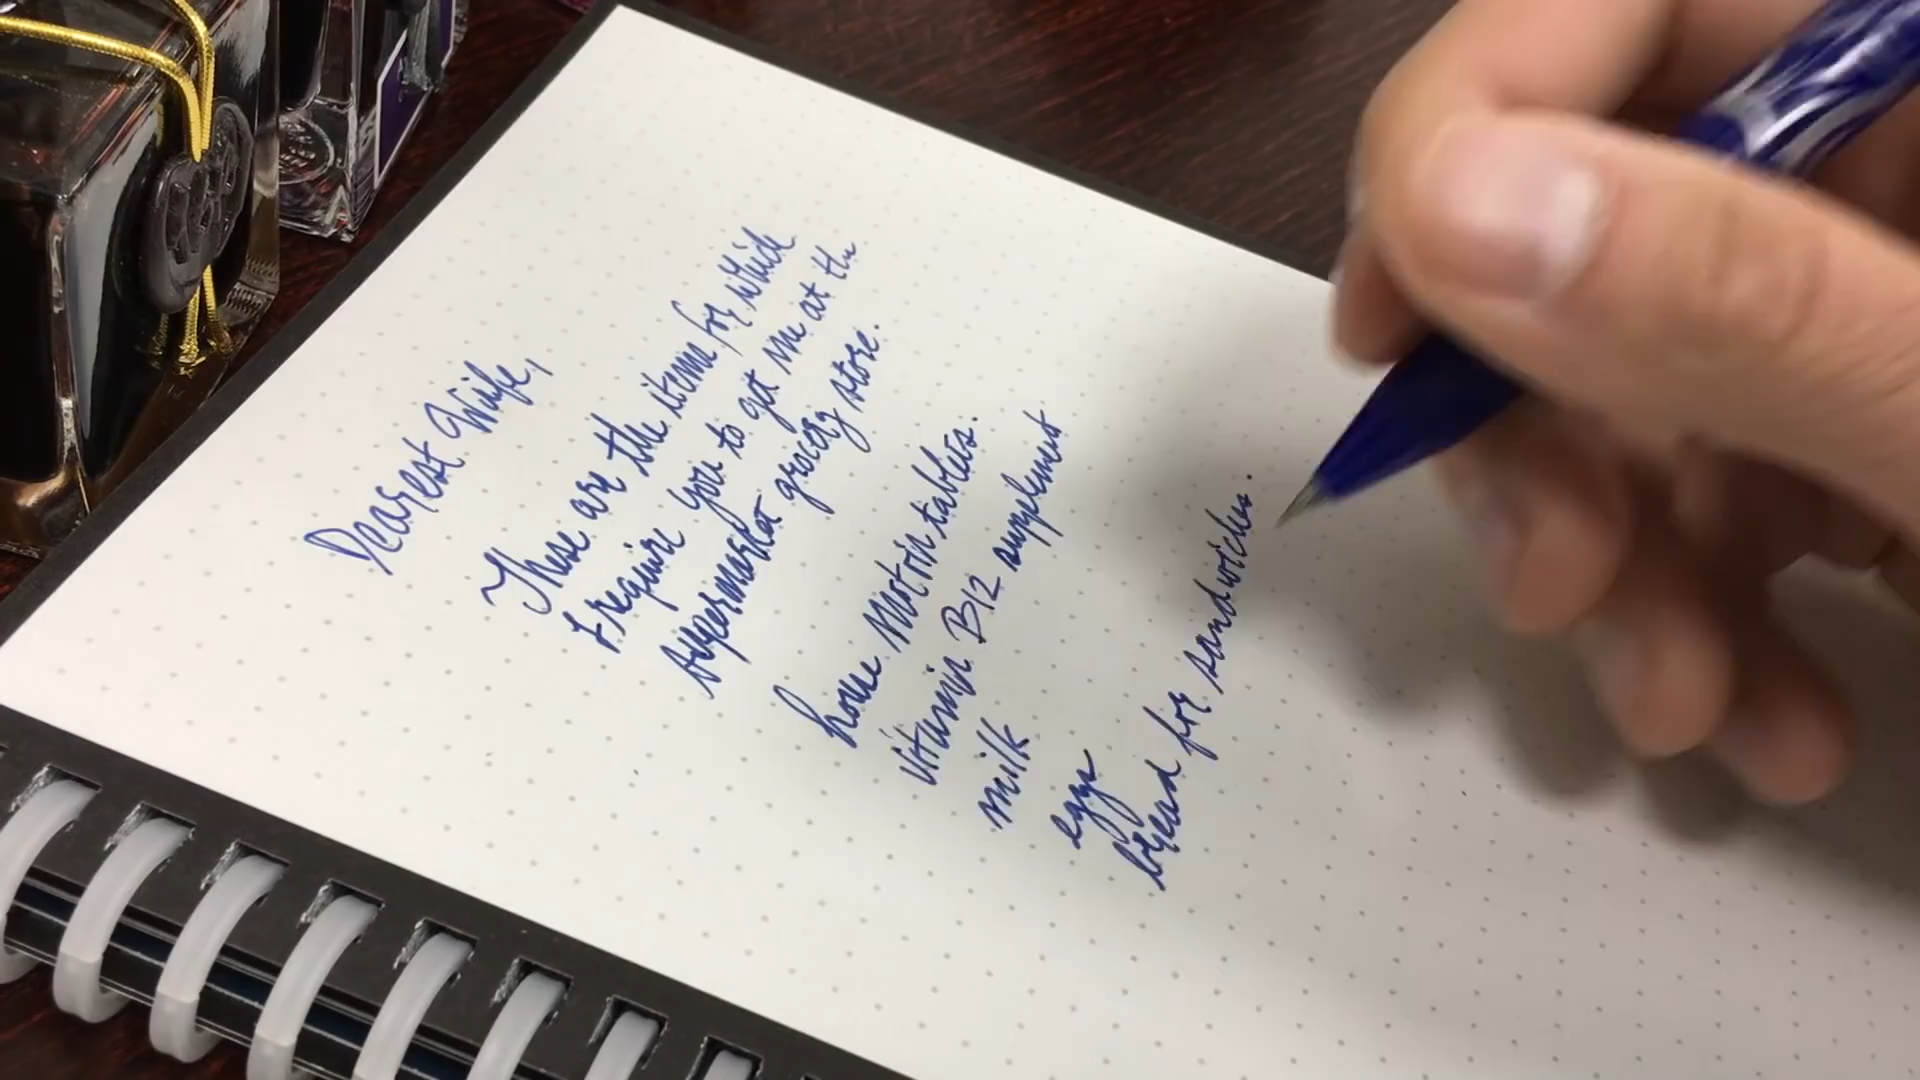 Dearest Wife,
These are the items for which
I require you to get me at the
supermarket grocery store.
horse motrin tablets.
vitamin B12 supplement
milk
eggs
bread for sandwiches.